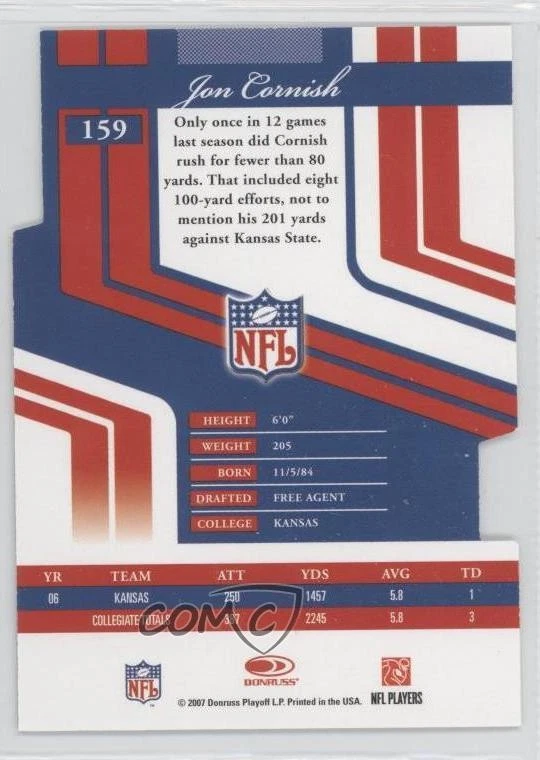 Jon Cornish
159
Only once in 12 games
last season did Cornish
rush for fewer than 80
yards. That included eight
100-yard efforts, not to
mention his 201 yards
against Kansas State.
NFL
HEIGHT 6'0"
WEIGHT 205
BORN 11/5/84
DRAFTED FREE AGENT
COLLEGE KANSAS
YR TEAM ATT YDS AVG TD
06 KANSAS 250 1457 5.8 1
COLLEGIATE TOTALS 2245 5.8 3
COMC
NFL
DONRUSS
NFL PLAYERS
© 2007 Donruss Playoff L.P. Printed in the USA.